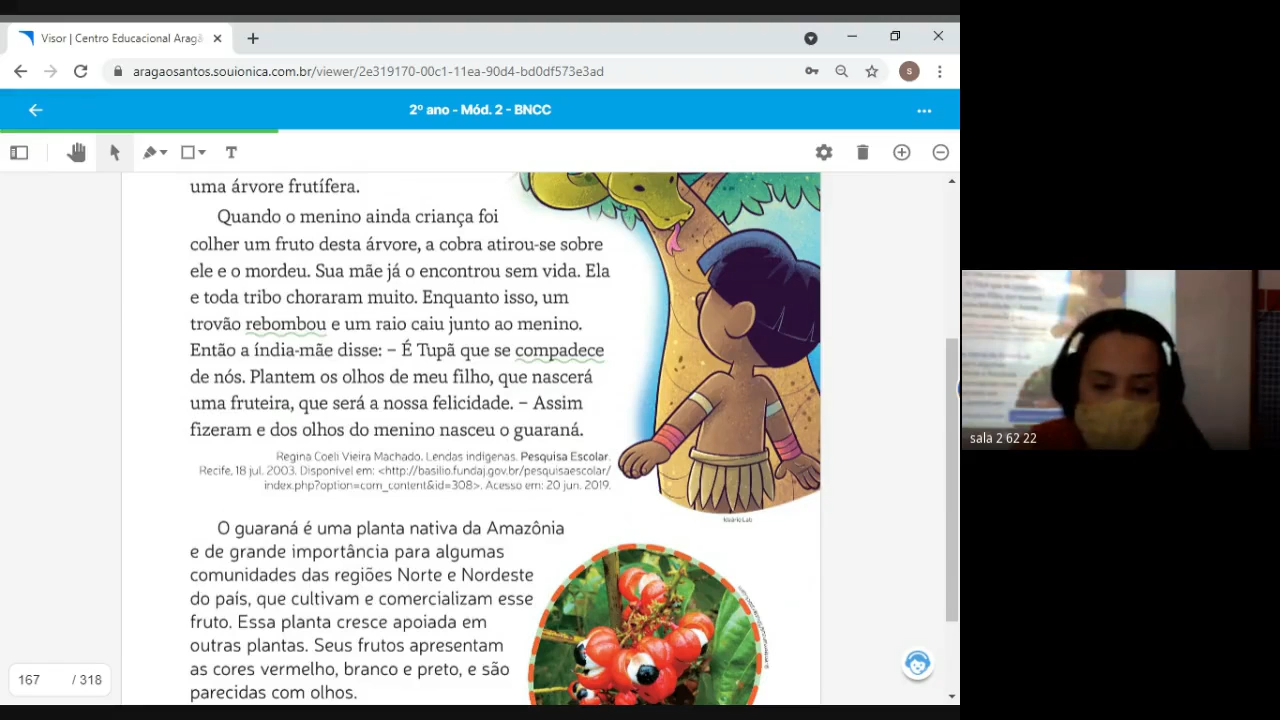 Visor | Centro Educacional Aragã
aragaosantos.souionica.com.br/viewer/2e319170-00c1-11ea-90d4-bd0df573e3ad
S
2º ano - Mód. 2 - BNCC
T
uma árvore frutífera.
Quando o menino ainda criança foi
colher um fruto desta árvore, a cobra atirou-se sobre
ele e o mordeu. Sua mãe já o encontrou sem vida. Ela
e toda tribo choraram muito. Enquanto isso, um
trovão rebombou e um raio caiu junto ao menino.
Então a índia-mãe disse: – É Tupã que se compadece
de nós. Plantem os olhos de meu filho, que nascerá
uma fruteira, que será a nossa felicidade. – Assim
fizeram e dos olhos do menino nasceu o guaraná.
Regina Coeli Vieira Machado. Lendas indígenas. Pesquisa Escolar.
Recife, 18 jul. 2003. Disponível em: <http://basilio.fundaj.gov.br/pesquisaescolar/
index.php?option=com_content&id=308>. Acesso em: 20 jun. 2019.
O guaraná é uma planta nativa da Amazônia
e de grande importância para algumas
comunidades das regiões Norte e Nordeste
do país, que cultivam e comercializam esse
fruto. Essa planta cresce apoiada em
outras plantas. Seus frutos apresentam
as cores vermelho, branco e preto, e são
parecidas com olhos.
167 / 318
sala 2 62 22